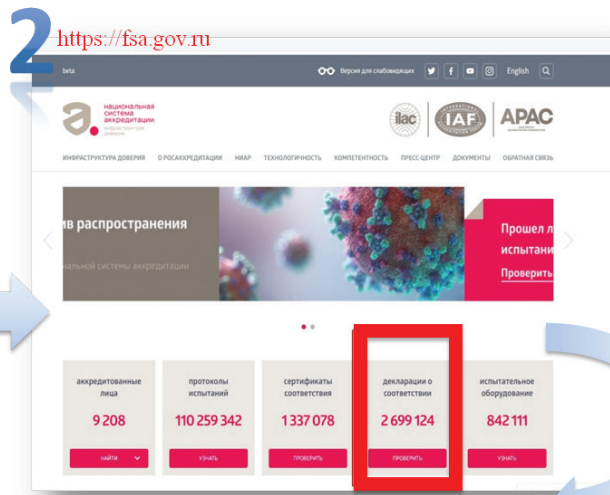 2
https://fsa.gov.ru
beta
Версия для слабовидящих
English
национальная
система
аккредитации
инфраструктура
доверия
ilac
IAF
APAC
ИНФРАСТРУКТУРА ДОВЕРИЯ О РОСАККРЕДИТАЦИИ НИАР ТЕХНОЛОГИЧНОСТЬ КОМПЕТЕНТНОСТЬ ПРЕСС-ЦЕНТР ДОКУМЕНТЫ ОБРАТНАЯ СВЯЗЬ
ив распространения
нальной системы аккредитации
Прошел л
испытани
Проверить
аккредитованные
лица
9 208
НАЙТИ
протоколы
испытаний
110 259 342
УЗНАТЬ
сертификаты
соответствия
1 337 078
ПРОВЕРИТЬ
декларации о
соответствии
2 699 124
ПРОВЕРИТЬ
испытательное
оборудование
842 111
УЗНАТЬ